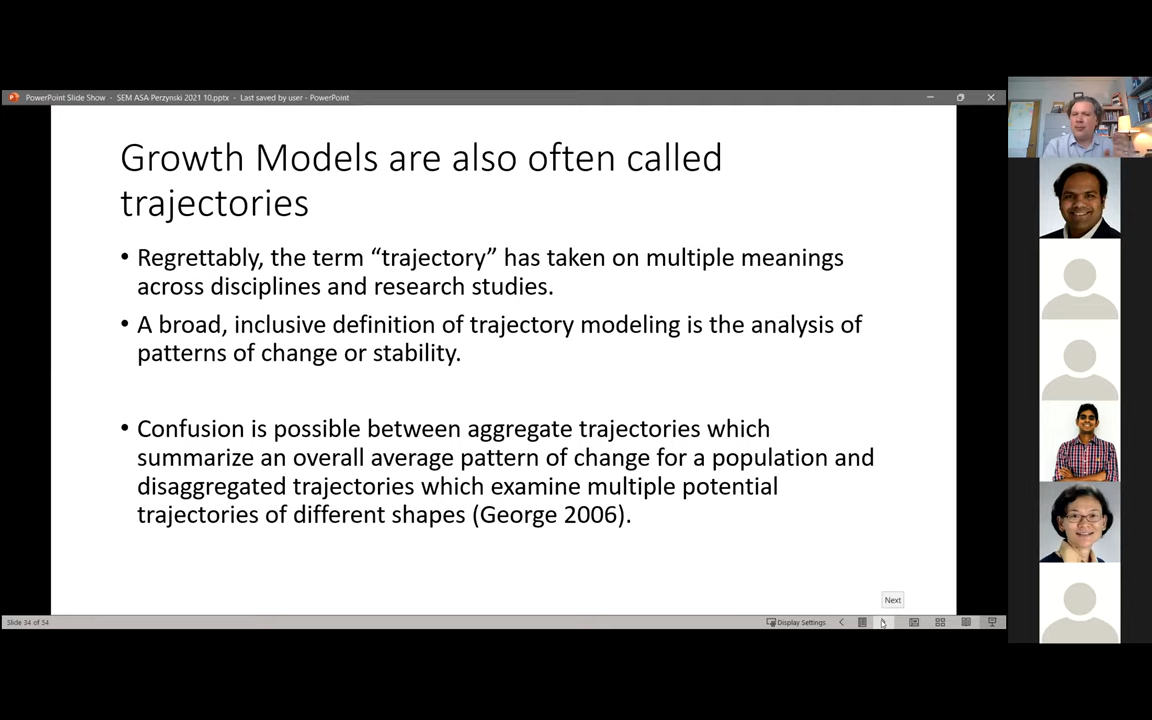 PowerPoint Slide Show - SEM ASA Perzynski 2021 10.pptx - Last saved by user - PowerPoint
Growth Models are also often called
trajectories
• Regrettably, the term “trajectory” has taken on multiple meanings
across disciplines and research studies.
• A broad, inclusive definition of trajectory modeling is the analysis of
patterns of change or stability.
• Confusion is possible between aggregate trajectories which
summarize an overall average pattern of change for a population and
disaggregated trajectories which examine multiple potential
trajectories of different shapes (George 2006).
Next
Slide 34 of 54
Display Settings